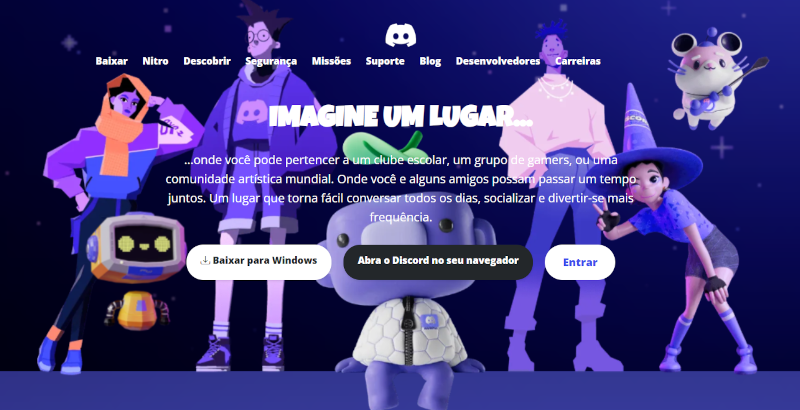 Baixar Nitro Descobrir Segurança Missões Suporte Blog Desenvolvedores Carreiras
IMAGINE UM LUGAR...
...onde você pode pertencer a um clube escolar, um grupo de gamers, ou uma
comunidade artística mundial. Onde você e alguns amigos possam passar um tempo
juntos. Um lugar que torna fácil conversar todos os dias, socializar e divertir-se mais
frequência.
Baixar para Windows
Abra o Discord no seu navegador
Entrar